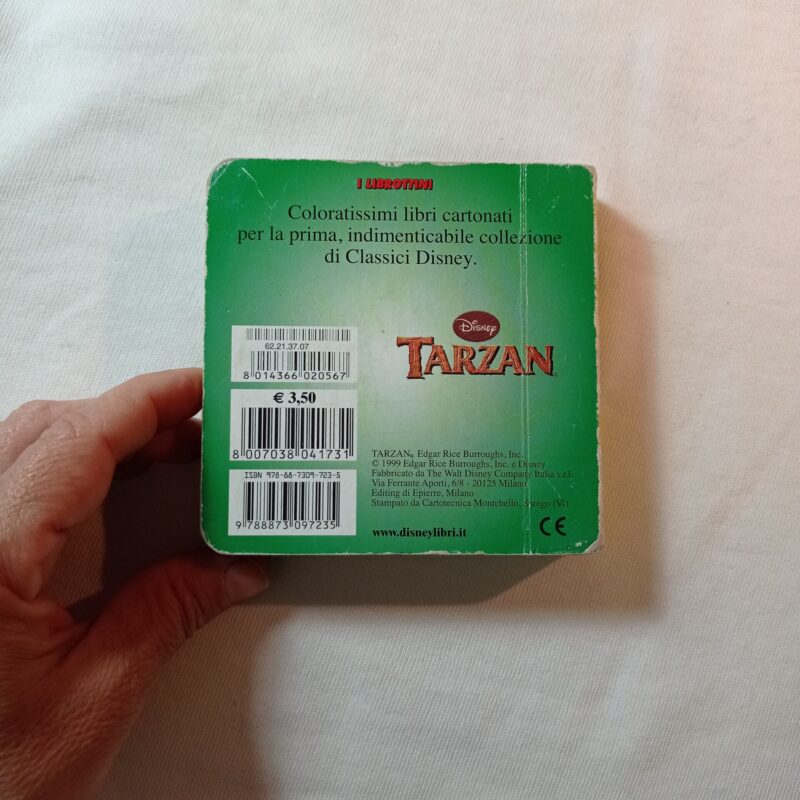 I LIBROTTINI
Coloratissimi libri cartonati
per la prima, indimenticabile collezione
di Classici Disney.
Disney
TARZAN
62.21.37.07
8 014366 020567
€ 3,50
8 007038 041731
ISBN 978-88-7309-723-5
9 788873 097235
TARZAN® Edgar Rice Burroughs, Inc.
© 1999 Edgar Rice Burroughs, Inc. e Disney
Fabbricato da The Walt Disney Company Italia s.r.l.
Via Ferrante Aporti, 6/8 - 20125 Milano
Editing di Epierre, Milano
Stampato da Cartotecnica Montebello, Sarego (VI)
www.disneylibri.it
CE